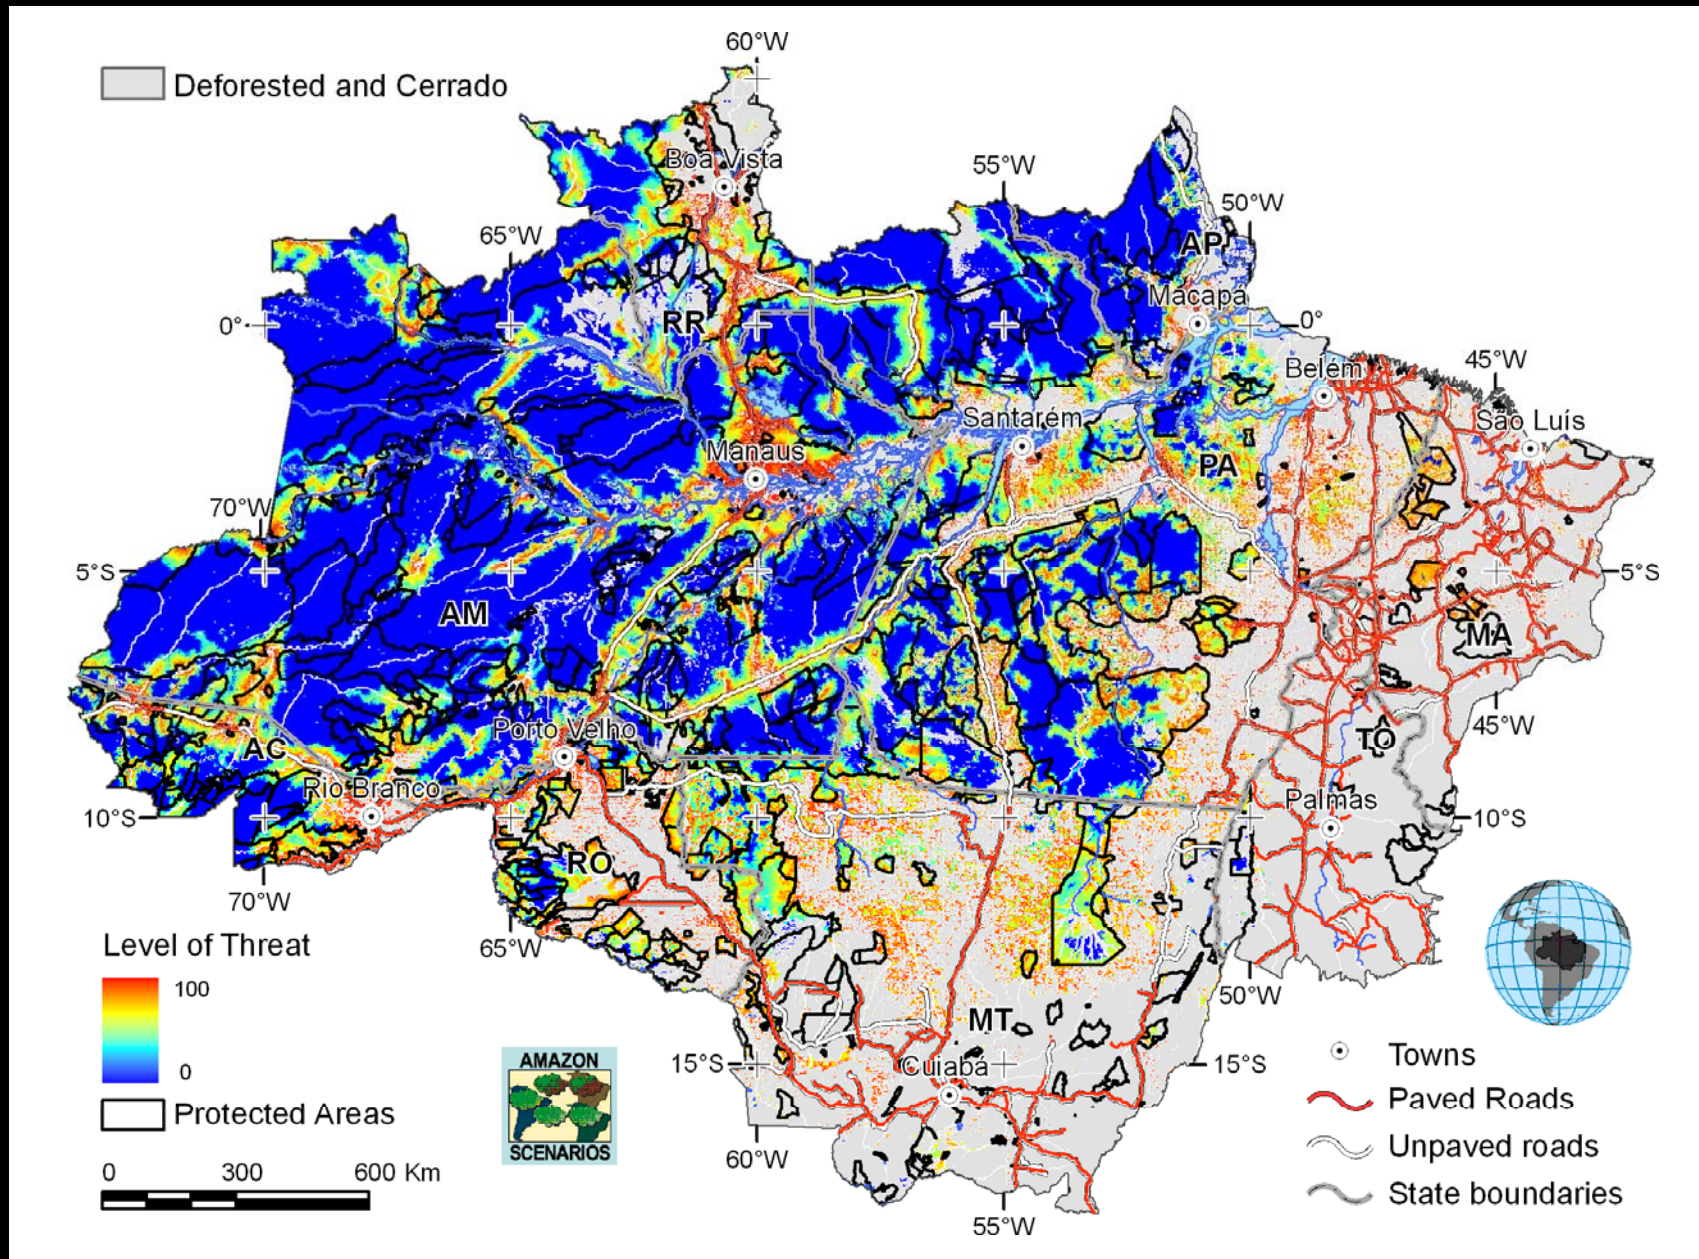 60°W
Deforested and Cerrado
Boa Vista
55°W
50°W
65°W
AP
Macapa
0°
RR
0°
45°W
Belém
Santarém
São Luís
Manaus
PA
70°W
5°S
5°S
AM
MA
Porto Velho
45°W
AC
TO
Rio Branco
Palmas
10°S
10°S
RO
70°W
65°W
Level of Threat
100
50°W
MT
0
AMAZON
15°S
Cuiabá
15°S
Towns
Protected Areas
Paved Roads
SCENARIOS
60°W
Unpaved roads
0 300 600 Km
State boundaries
55°W